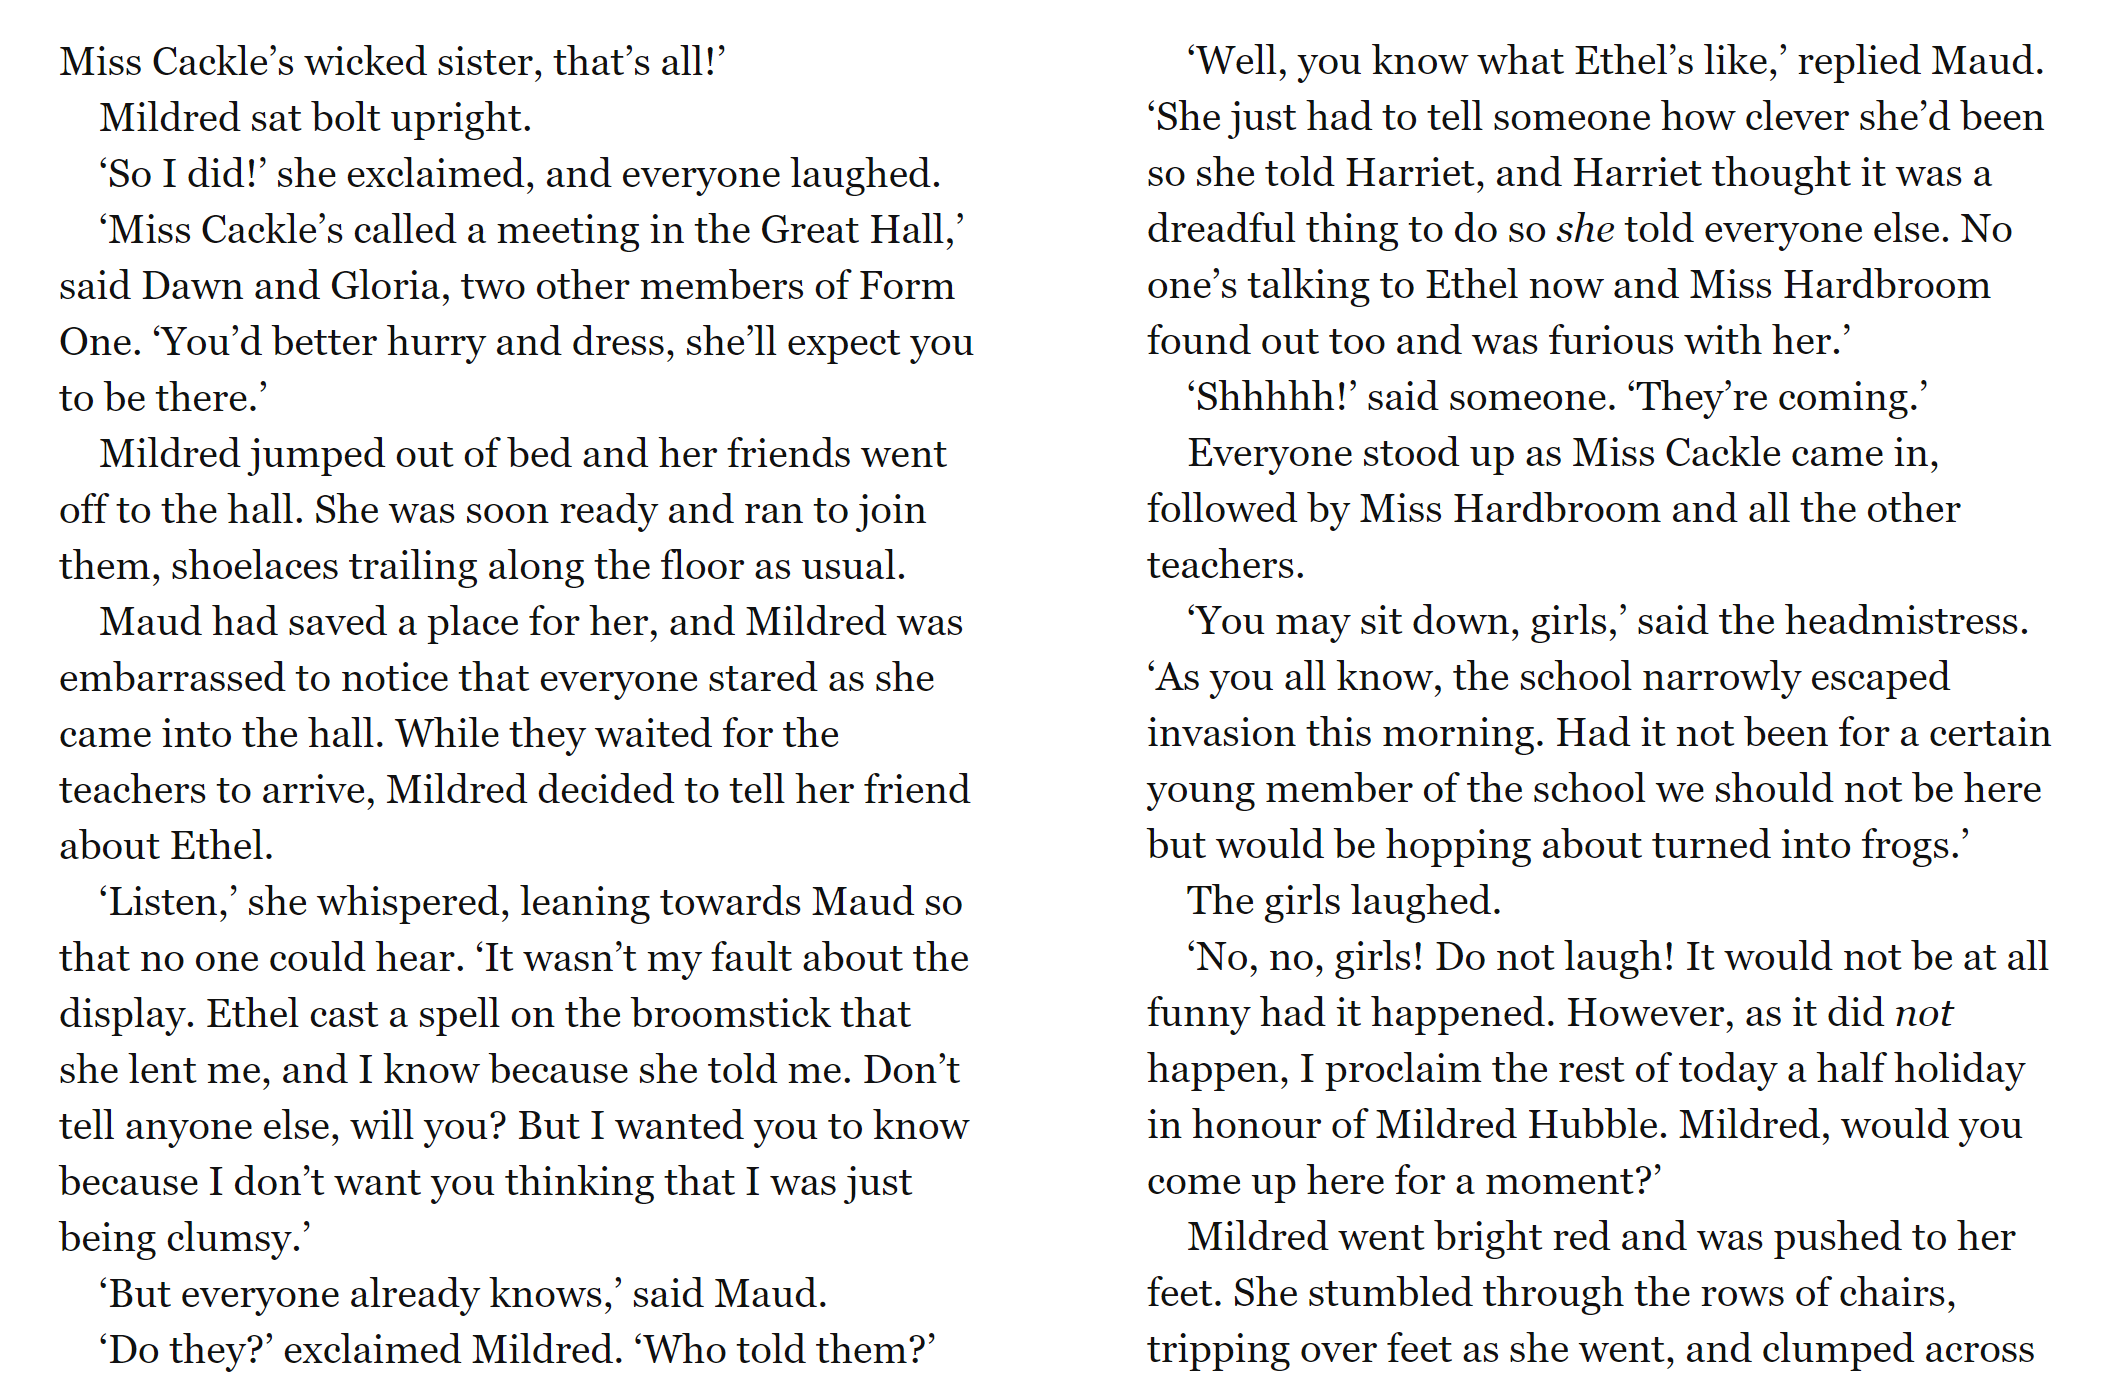 Miss Cackle’s wicked sister, that’s all!’
Mildred sat bolt upright.
‘So I did!’ she exclaimed, and everyone laughed.
‘Miss Cackle’s called a meeting in the Great Hall,’
said Dawn and Gloria, two other members of Form
One. ‘You’d better hurry and dress, she’ll expect you
to be there.’
Mildred jumped out of bed and her friends went
off to the hall. She was soon ready and ran to join
them, shoelaces trailing along the floor as usual.
Maud had saved a place for her, and Mildred was
embarrassed to notice that everyone stared as she
came into the hall. While they waited for the
teachers to arrive, Mildred decided to tell her friend
about Ethel.
‘Listen,’ she whispered, leaning towards Maud so
that no one could hear. ‘It wasn’t my fault about the
display. Ethel cast a spell on the broomstick that
she lent me, and I know because she told me. Don’t
tell anyone else, will you? But I wanted you to know
because I don’t want you thinking that I was just
being clumsy.’
‘But everyone already knows,’ said Maud.
‘Do they?’ exclaimed Mildred. ‘Who told them?’
‘Well, you know what Ethel’s like,’ replied Maud.
‘She just had to tell someone how clever she’d been
so she told Harriet, and Harriet thought it was a
dreadful thing to do so she told everyone else. No
one’s talking to Ethel now and Miss Hardbroom
found out too and was furious with her.’
‘Shhhhh!’ said someone. ‘They’re coming.’
Everyone stood up as Miss Cackle came in,
followed by Miss Hardbroom and all the other
teachers.
‘You may sit down, girls,’ said the headmistress.
‘As you all know, the school narrowly escaped
invasion this morning. Had it not been for a certain
young member of the school we should not be here
but would be hopping about turned into frogs.’
The girls laughed.
‘No, no, girls! Do not laugh! It would not be at all
funny had it happened. However, as it did not
happen, I proclaim the rest of today a half holiday
in honour of Mildred Hubble. Mildred, would you
come up here for a moment?’
Mildred went bright red and was pushed to her
feet. She stumbled through the rows of chairs,
tripping over feet as she went, and clumped across